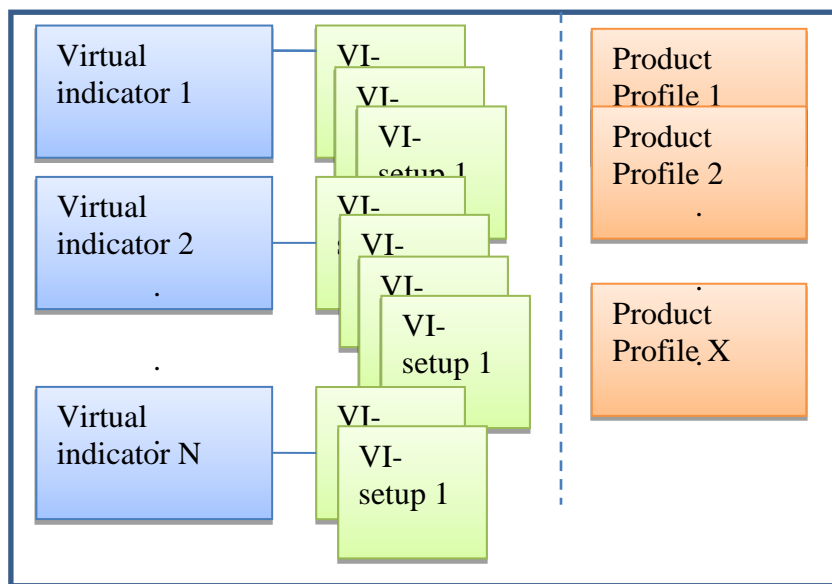 Virtual
indicator 1
VI-
VI-
VI-
setup 1
Virtual
indicator 2
.
.
.
VI-
s
VI-
VI-
VI-
setup 1
Virtual
indicator N
VI-
VI-
setup 1
Product
Profile 1
Product
Profile 2
.
.
Product
Profile X
.